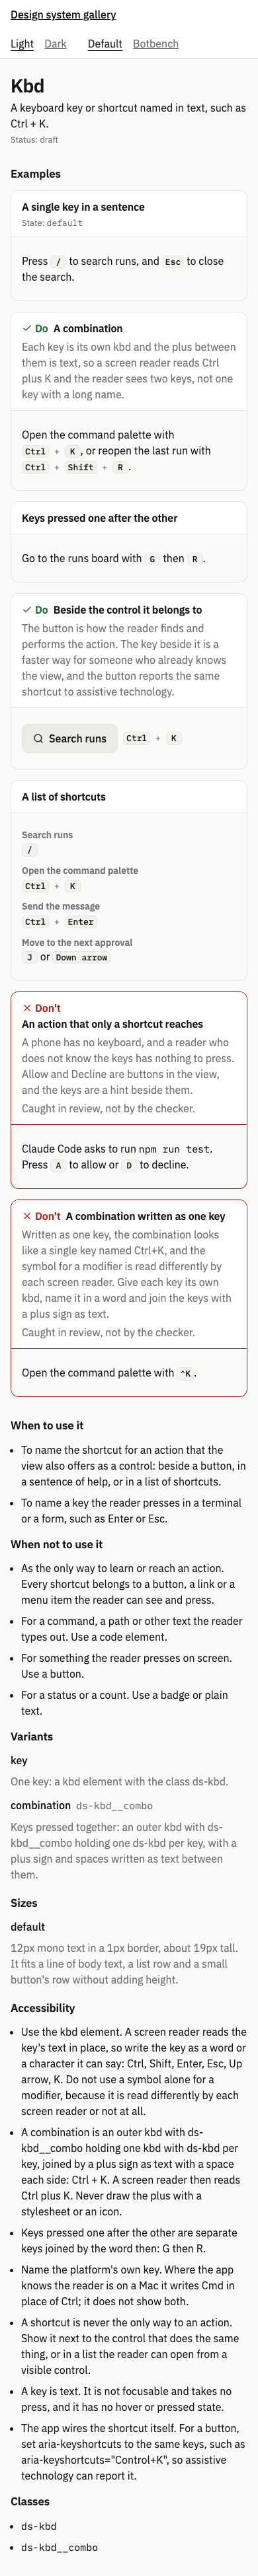 Design system gallery
Light Dark Default Botbench
Kbd
A keyboard key or shortcut named in text, such as
Ctrl + K.
Status: draft
Examples
A single key in a sentence
State: default
Press / to search runs, and Esc to close
the search.
✓ Do A combination
Each key is its own kbd and the plus between
them is text, so a screen reader reads Ctrl
plus K and the reader sees two keys, not one
key with a long name.
Open the command palette with
Ctrl + K, or reopen the last run with
Ctrl + Shift + R.
Keys pressed one after the other
Go to the runs board with G then R.
✓ Do Beside the control it belongs to
The button is how the reader finds and
performs the action. The key beside it is a
faster way for someone who already knows
the view, and the button reports the same
shortcut to assistive technology.
Search runs Ctrl + K
A list of shortcuts
Search runs
/
Open the command palette
Ctrl + K
Send the message
Ctrl + Enter
Move to the next approval
J or Down arrow
✕ Don't
An action that only a shortcut reaches
A phone has no keyboard, and a reader who
does not know the keys has nothing to press.
Allow and Decline are buttons in the view,
and the keys are a hint beside them.
Caught in review, not by the checker.
Claude Code asks to run npm run test.
Press A to allow or D to decline.
✕ Don't A combination written as one key
Written as one key, the combination looks
like a single key named Ctrl+K, and the
symbol for a modifier is read differently by
each screen reader. Give each key its own
kbd, name it in a word and join the keys with
a plus sign as text.
Caught in review, not by the checker.
Open the command palette with ⌃K.
When to use it
• To name the shortcut for an action that the
view also offers as a control: beside a button, in
a sentence of help, or in a list of shortcuts.
• To name a key the reader presses in a terminal
or a form, such as Enter or Esc.
When not to use it
• As the only way to learn or reach an action.
Every shortcut belongs to a button, a link or a
menu item the reader can see and press.
• For a command, a path or other text the reader
types out. Use a code element.
• For something the reader presses on screen.
Use a button.
• For a status or a count. Use a badge or plain
text.
Variants
key
One key: a kbd element with the class ds-kbd.
combination ds-kbd__combo
Keys pressed together: an outer kbd with ds-
kbd__combo holding one ds-kbd per key, with a
plus sign and spaces written as text between
them.
Sizes
default
12px mono text in a 1px border, about 19px tall.
It fits a line of body text, a list row and a small
button's row without adding height.
Accessibility
• Use the kbd element. A screen reader reads the
key's text in place, so write the key as a word or
a character it can say: Ctrl, Shift, Enter, Esc, Up
arrow, K. Do not use a symbol alone for a
modifier, because it is read differently by each
screen reader or not at all.
• A combination is an outer kbd with ds-
kbd__combo holding one kbd with ds-kbd per
key, joined by a plus sign as text with a space
each side: Ctrl + K. A screen reader then reads
Ctrl plus K. Never draw the plus with a
stylesheet or an icon.
• Keys pressed one after the other are separate
keys joined by the word then: G then R.
• Name the platform's own key. Where the app
knows the reader is on a Mac it writes Cmd in
place of Ctrl; it does not show both.
• A shortcut is never the only way to an action.
Show it next to the control that does the same
thing, or in a list the reader can open from a
visible control.
• A key is text. It is not focusable and takes no
press, and it has no hover or pressed state.
• The app wires the shortcut itself. For a button,
set aria-keyshortcuts to the same keys, such as
aria-keyshortcuts="Control+K", so assistive
technology can report it.
Classes
• ds-kbd
• ds-kbd__combo